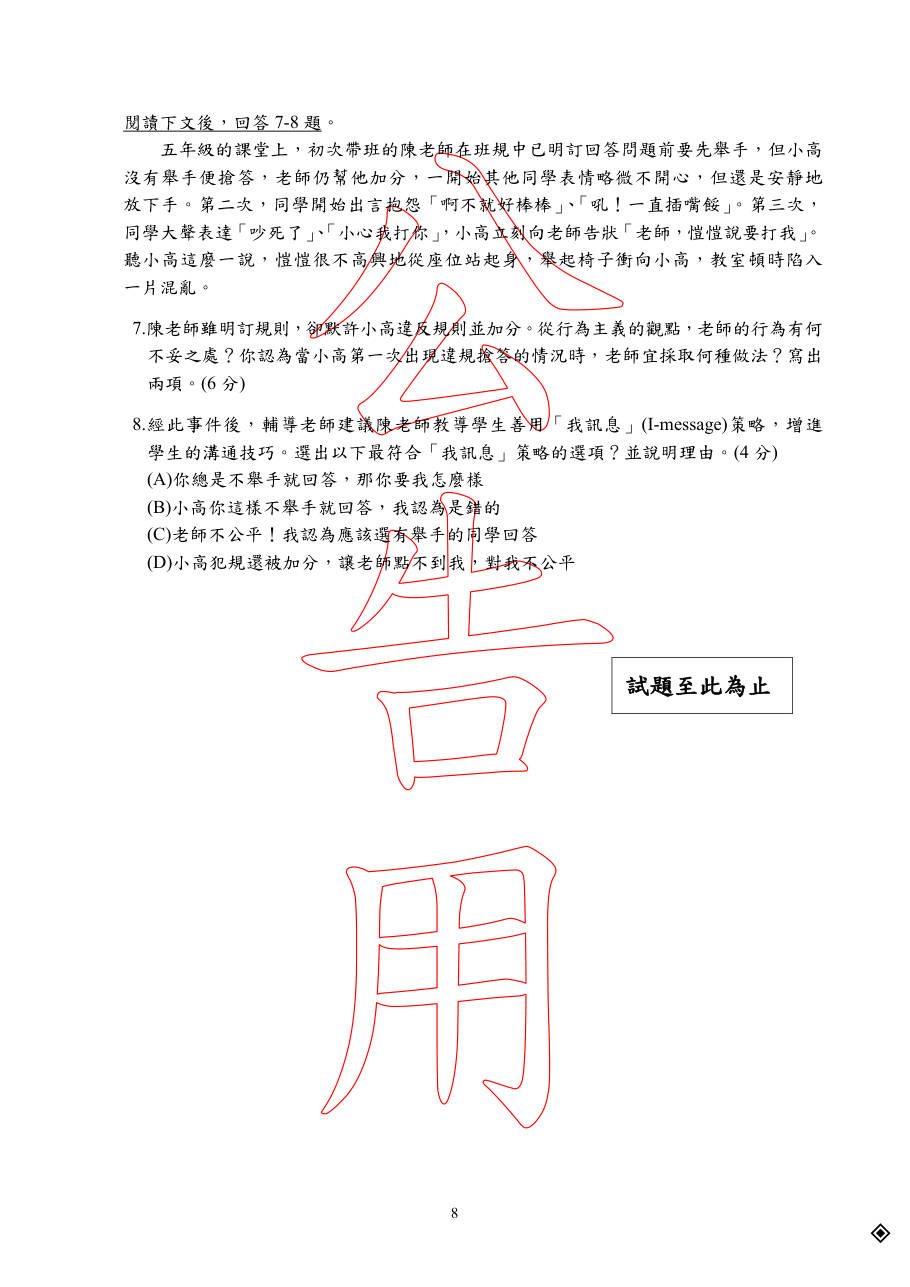 閱讀下文後，回答 7-8 題。
五年級的課堂上，初次帶班的陳老師在班規中已明訂回答問題前要先舉手，但小高
沒有舉手便搶答，老師仍幫他加分，一開始其他同學表情略微不開心，但還是安靜地
放下手。第二次，同學開始出言抱怨「啊不就好棒棒」、「吼！一直插嘴餒」。第三次，
同學大聲表達「吵死了」、「小心我打你」，小高立刻向老師告狀「老師，愷愷說要打我」。
聽小高這麼一說，愷愷很不高興地從座位站起身，舉起椅子衝向小高，教室頓時陷入
一片混亂。
7.陳老師雖明訂規則，卻默許小高違反規則並加分。從行為主義的觀點，老師的行為有何
不妥之處？你認為當小高第一次出現違規搶答的情況時，老師宜採取何種做法？寫出
兩項。(6 分)
8.經此事件後，輔導老師建議陳老師教導學生善用「我訊息」(I-message)策略，增進
學生的溝通技巧。選出以下最符合「我訊息」策略的選項？並說明理由。(4 分)
(A)你總是不舉手就回答，那你要我怎麼樣
(B)小高你這樣不舉手就回答，我認為是錯的
(C)老師不公平！我認為應該選有舉手的同學回答
(D)小高犯規還被加分，讓老師點不到我，對我不公平
試題至此為止
公告用
8